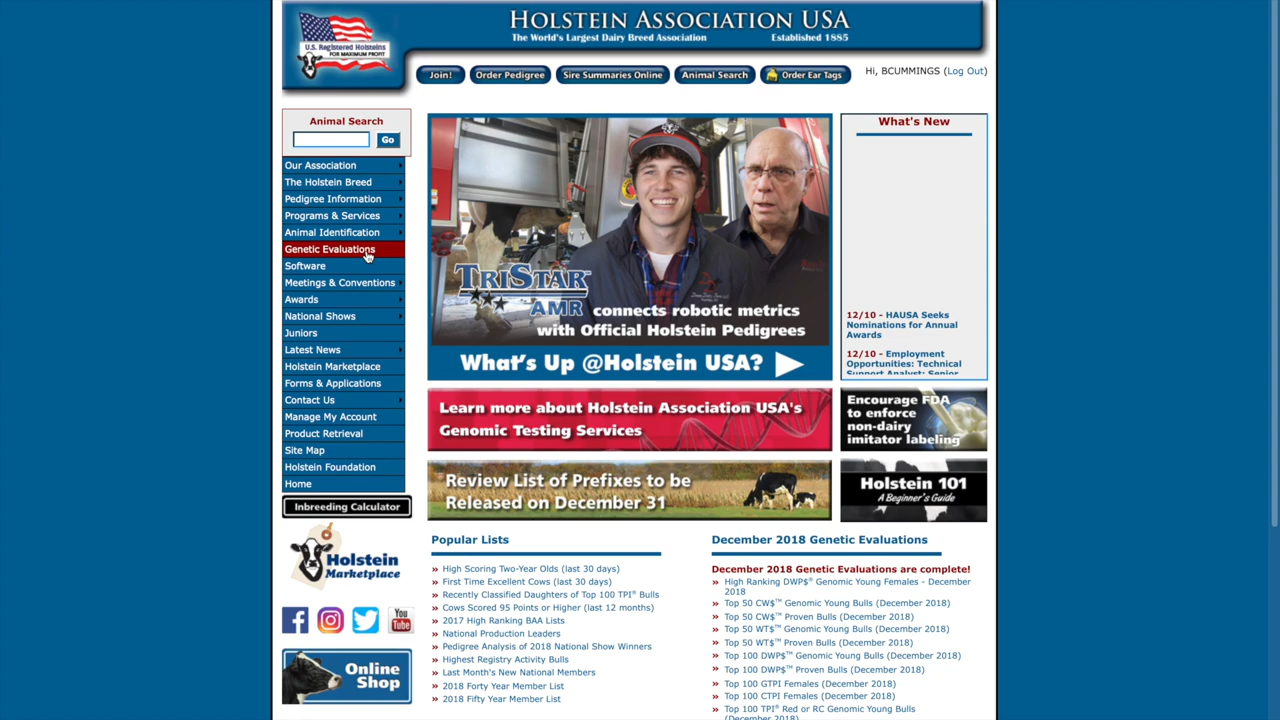 HOLSTEIN ASSOCIATION USA
The World's Largest Dairy Breed Association Established 1885
U.S. Registered Holsteins
FOR MAXIMUM PROFIT
Join! Order Pedigree Sire Summaries Online Animal Search Order Ear Tags
Hi, BCUMMINGS (Log Out)
Animal Search
Go
Our Association
The Holstein Breed
Pedigree Information
Programs & Services
Animal Identification
Genetic Evaluations
Software
Meetings & Conventions
Awards
National Shows
Juniors
Latest News
Holstein Marketplace
Forms & Applications
Contact Us
Manage My Account
Product Retrieval
Site Map
Holstein Foundation
Home
Inbreeding Calculator
Holstein
Marketplace
You
Tube
Online
Shop
TRISTAR
AMR connects robotic metrics
with Official Holstein Pedigrees
What's Up @Holstein USA?
What's New
12/10 - HAUSA Seeks
Nominations for Annual
Awards
12/10 - Employment
Opportunities: Technical
Support Analyst; Senior
Learn more about Holstein Association USA's
Genomic Testing Services
Encourage FDA
to enforce
non-dairy
imitator labeling
Review List of Prefixes to be
Released on December 31
Holstein 101
A Beginner's Guide
Popular Lists
» High Scoring Two-Year Olds (last 30 days)
» First Time Excellent Cows (last 30 days)
» Recently Classified Daughters of Top 100 TPI® Bulls
» Cows Scored 95 Points or Higher (last 12 months)
» 2017 High Ranking BAA Lists
» National Production Leaders
» Pedigree Analysis of 2018 National Show Winners
» Highest Registry Activity Bulls
» Last Month's New National Members
» 2018 Forty Year Member List
» 2018 Fifty Year Member List
December 2018 Genetic Evaluations
December 2018 Genetic Evaluations are complete!
» High Ranking DWP$® Genomic Young Females - December
2018
» Top 50 CW$™ Genomic Young Bulls (December 2018)
» Top 50 CW$™ Proven Bulls (December 2018)
» Top 50 WT$™ Genomic Young Bulls (December 2018)
» Top 50 WT$™ Proven Bulls (December 2018)
» Top 100 DWP$™ Genomic Young Bulls (December 2018)
» Top 100 DWP$™ Proven Bulls (December 2018)
» Top 100 GTPI Females (December 2018)
» Top 100 CTPI Females (December 2018)
» Top 100 TPI® Red or RC Genomic Young Bulls
(December 2018)